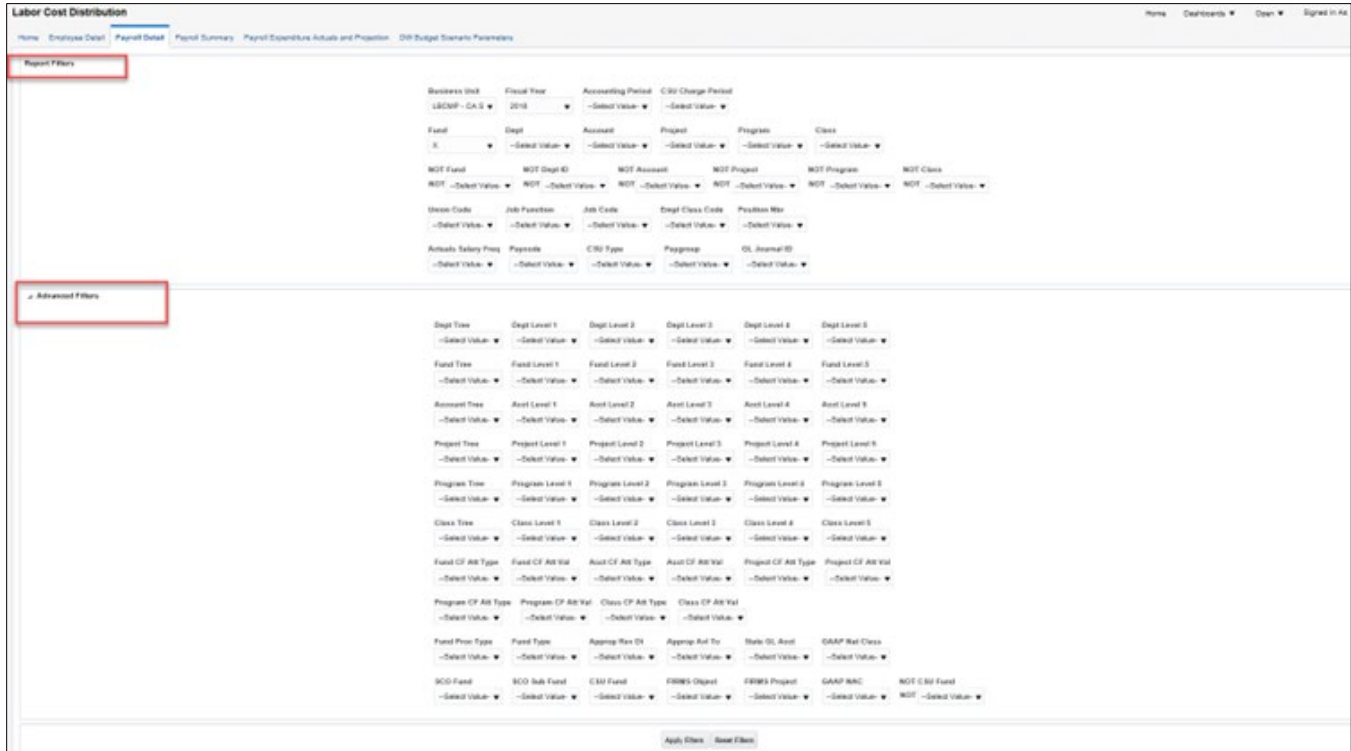 Labor Cost Distribution
Home Dashboards Open Signed In As
Home Employee Detail Payroll Detail Payroll Summary Payroll Expenditure Actuals and Projection DW Budget Scenario Parameters
Report Filters
Business Unit Fiscal Year Accounting Period CSU Charge Period
LBCMP - CA S 2018 --Select Value- --Select Value-
Fund Dept Account Project Program Class
X --Select Value- --Select Value- --Select Value- --Select Value- --Select Value-
NOT Fund NOT Dept ID NOT Account NOT Project NOT Program NOT Class
NOT --Select Value- NOT --Select Value- NOT --Select Value- NOT --Select Value- NOT --Select Value- NOT --Select Value-
Union Code Job Function Job Code Empl Class Code Position Nbr
--Select Value- --Select Value- --Select Value- --Select Value- --Select Value-
Actuals Salary Freq Paycode CSU Type Paygroup GL Journal ID
--Select Value- --Select Value- --Select Value- --Select Value- --Select Value-
Advanced Filters
Dept Tree Dept Level 1 Dept Level 2 Dept Level 3 Dept Level 4 Dept Level 5
--Select Value- --Select Value- --Select Value- --Select Value- --Select Value- --Select Value-
Fund Tree Fund Level 1 Fund Level 2 Fund Level 3 Fund Level 4 Fund Level 5
--Select Value- --Select Value- --Select Value- --Select Value- --Select Value- --Select Value-
Account Tree Acct Level 1 Acct Level 2 Acct Level 3 Acct Level 4 Acct Level 5
--Select Value- --Select Value- --Select Value- --Select Value- --Select Value- --Select Value-
Project Tree Project Level 1 Project Level 2 Project Level 3 Project Level 4 Project Level 5
--Select Value- --Select Value- --Select Value- --Select Value- --Select Value- --Select Value-
Program Tree Program Level 1 Program Level 2 Program Level 3 Program Level 4 Program Level 5
--Select Value- --Select Value- --Select Value- --Select Value- --Select Value- --Select Value-
Class Tree Class Level 1 Class Level 2 Class Level 3 Class Level 4 Class Level 5
--Select Value- --Select Value- --Select Value- --Select Value- --Select Value- --Select Value-
Fund CF Att Type Fund CF Att Val Acct CF Att Type Acct CF Att Val Project CF Att Type Project CF Att Val
--Select Value- --Select Value- --Select Value- --Select Value- --Select Value- --Select Value-
Program CF Att Type Program CF Att Val Class CF Att Type Class CF Att Val
--Select Value- --Select Value- --Select Value- --Select Value-
Fund Proc Type Fund Type Approp Rev Dt Approp Avl To State GL Acct GAAP Nat Class
--Select Value- --Select Value- --Select Value- --Select Value- --Select Value- --Select Value-
SCO Fund SCO Sub Fund CSU Fund FIRMS Object FIRMS Project GAAP NAC NOT CSU Fund
--Select Value- --Select Value- --Select Value- --Select Value- --Select Value- --Select Value- NOT --Select Value-
Apply Filters Reset Filters